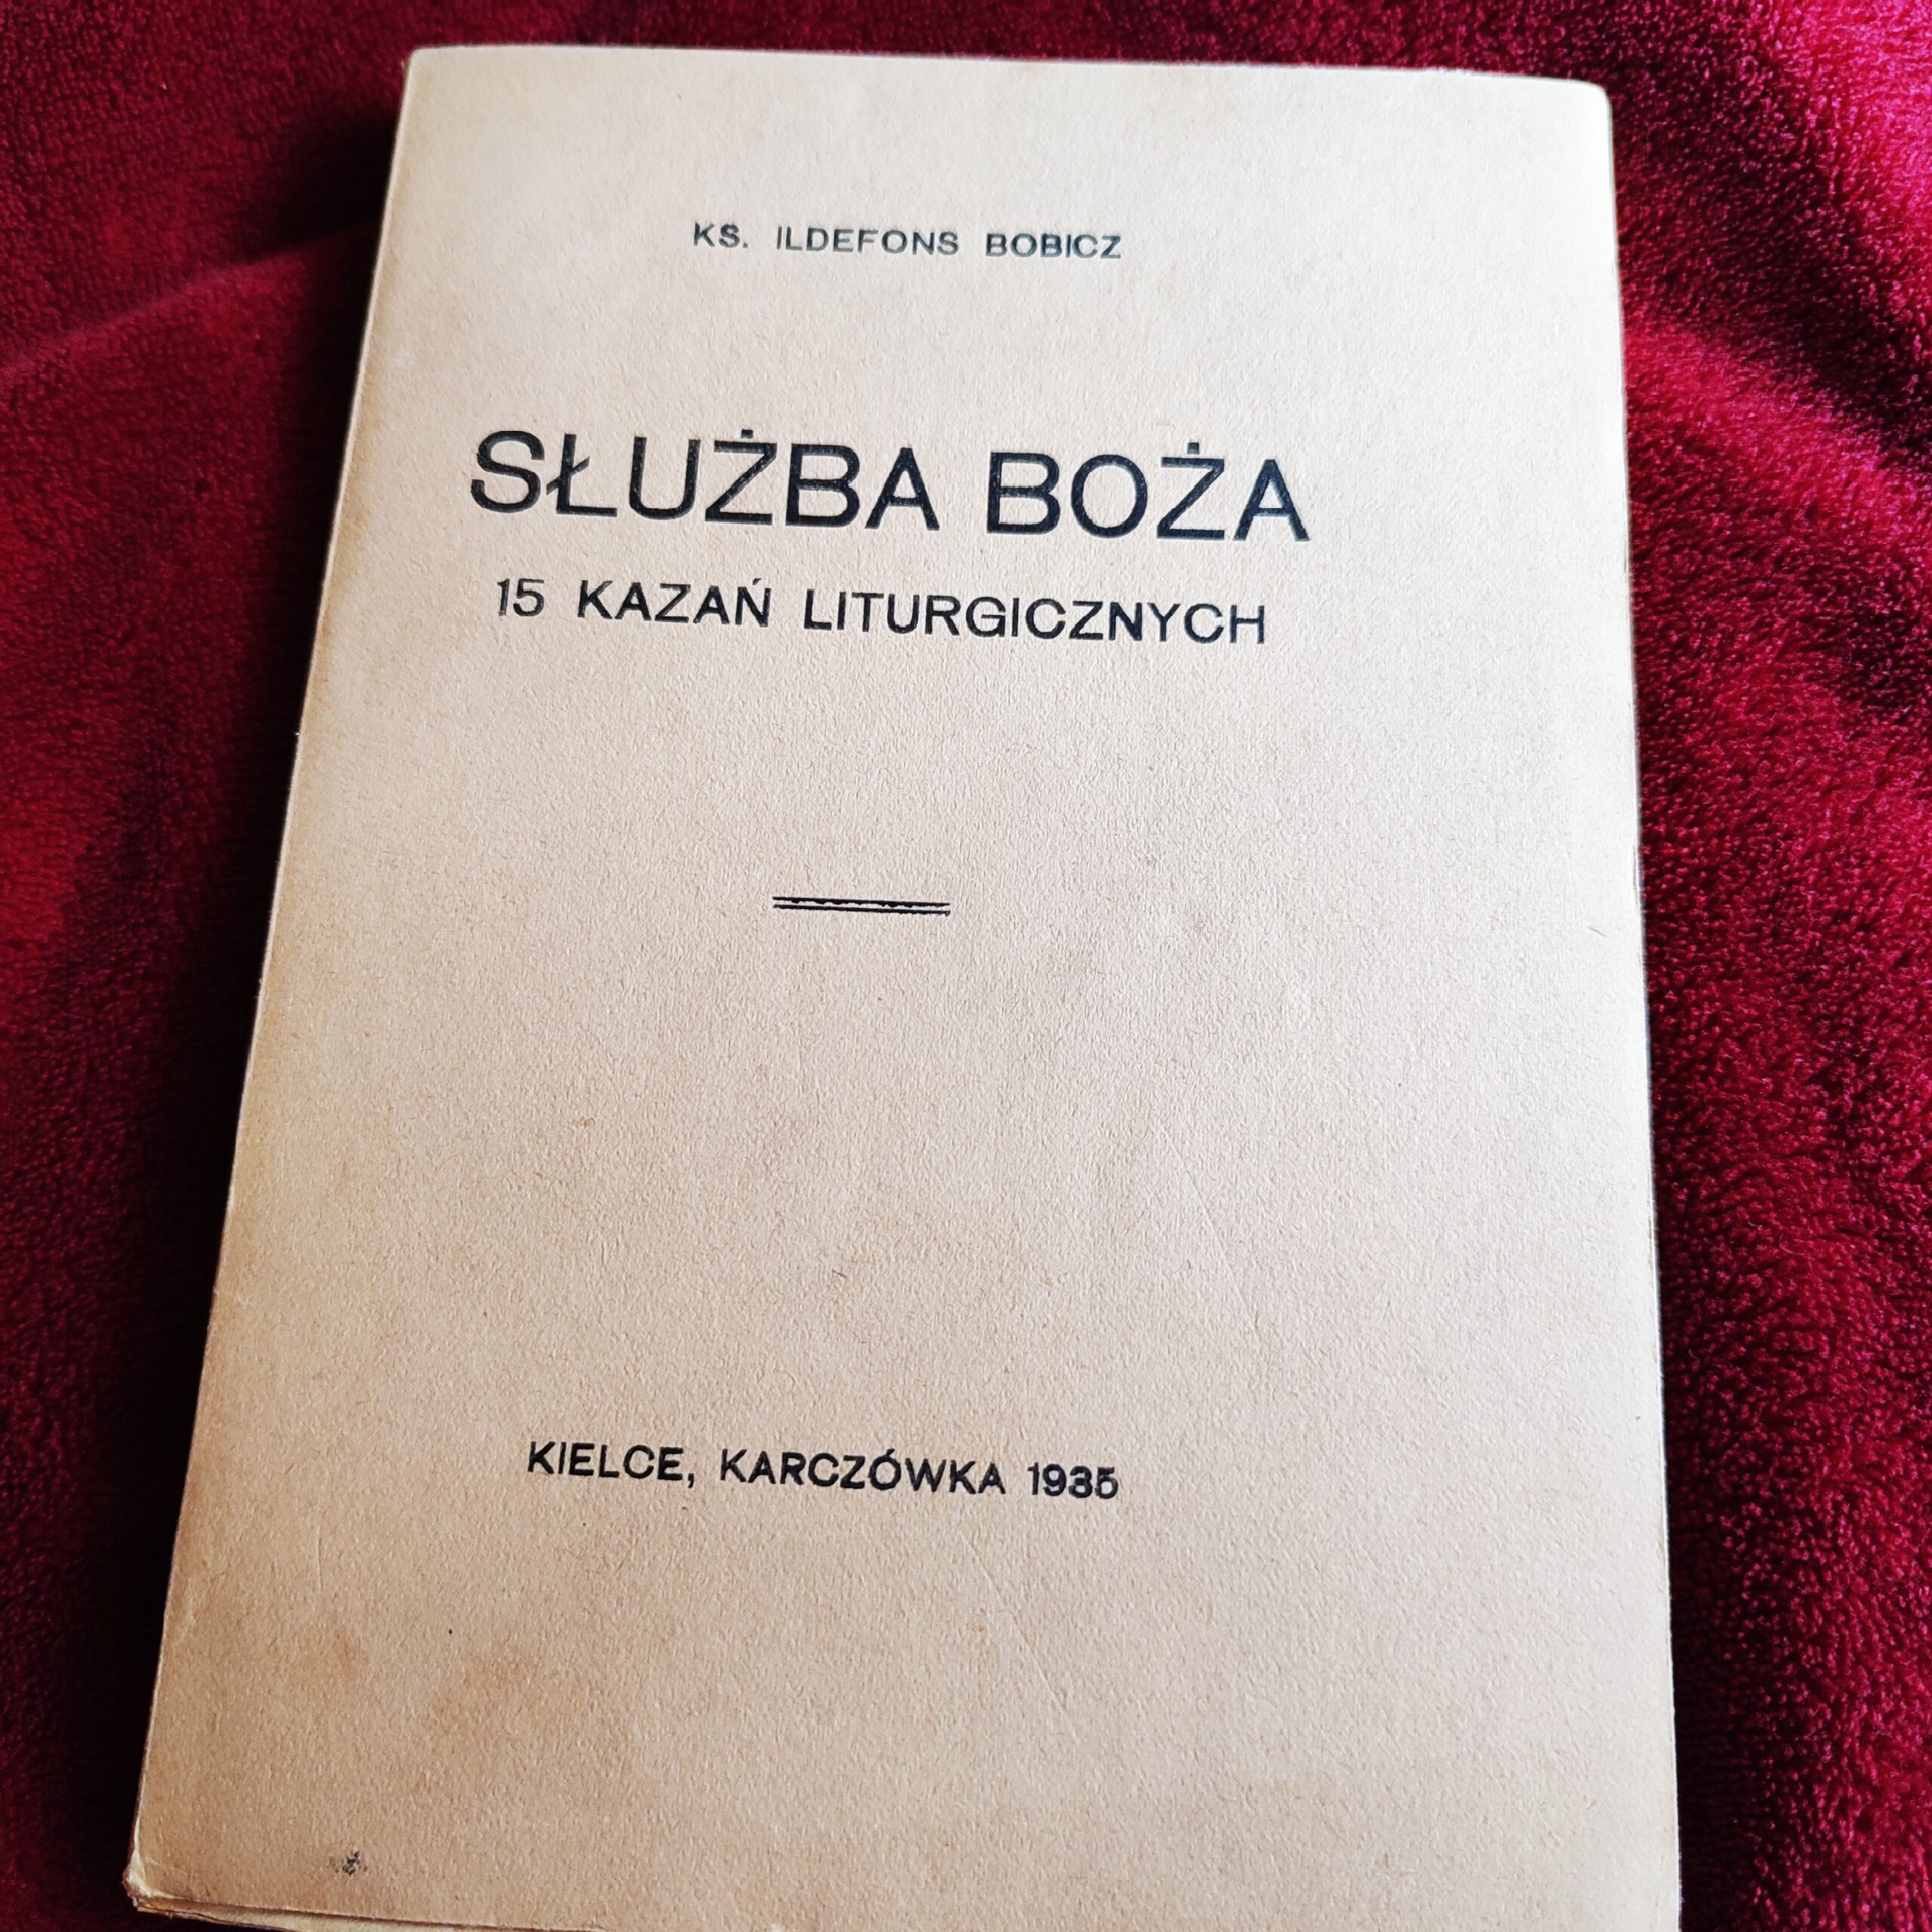 KS. ILDEFONS BOBICZ
SŁUŻBA BOŻA
15 KAZAŃ LITURGICZNYCH
KIELCE, KARCZÓWKA 1935